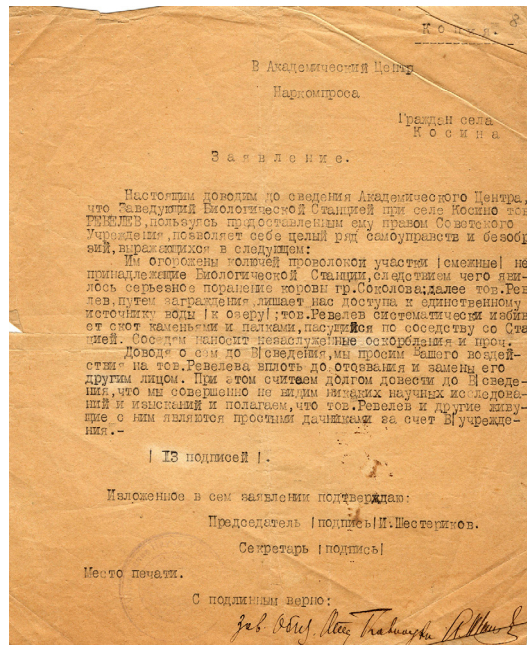 Копия.
В Академический Центр
Наркомпроса
Граждан села
Косина
Заявление.
Настоящим доводим до сведения Академического Центра,
что Заведующий Биологической Станцией при селе Косино тов
РЕВЕЛЕВ, пользуясь предоставленным ему правом Советского
Учреждения, позволяет себе целый ряд самоуправств и безобр
зий, выражающихся в следующем:
Им огорожены колючей проволокой участки |смежные| не
принадлежащие Биологической Станции, следствием чего яви-
лось серьезное поранение коровы гр. Соколова; далее тов. Рев
лев, путем заграждения, лишает нас доступа к единственному
источнику воды |к озеру|; тов. Ревелев систематически избив
ет скот каменьями и палками, пасущийся по соседству со Ста
цией. Соседям наносит незаслуженные оскорбления и проч.
Доводя о сем до В|сведения, мы просим Вашего воздей-
ствия на тов. Ревелева вплоть до отозвания и замены его
другим лицом. При этом считаем долгом довести до В|сведе-
ния, что мы совершенно не видим никаких научных исследова-
ний и изысканий и полагаем, что тов. Ревелев и другие живу-
щие с ним являются простыми дачниками за счет В|учрежде-
ния.-
| 13 подписей |.
Изложенное в сем заявлении подтверждаю:
Председатель |подпись| И. Шестериков.
Секретарь |подпись|
Место печати.
С подлинным верно:
Зав.